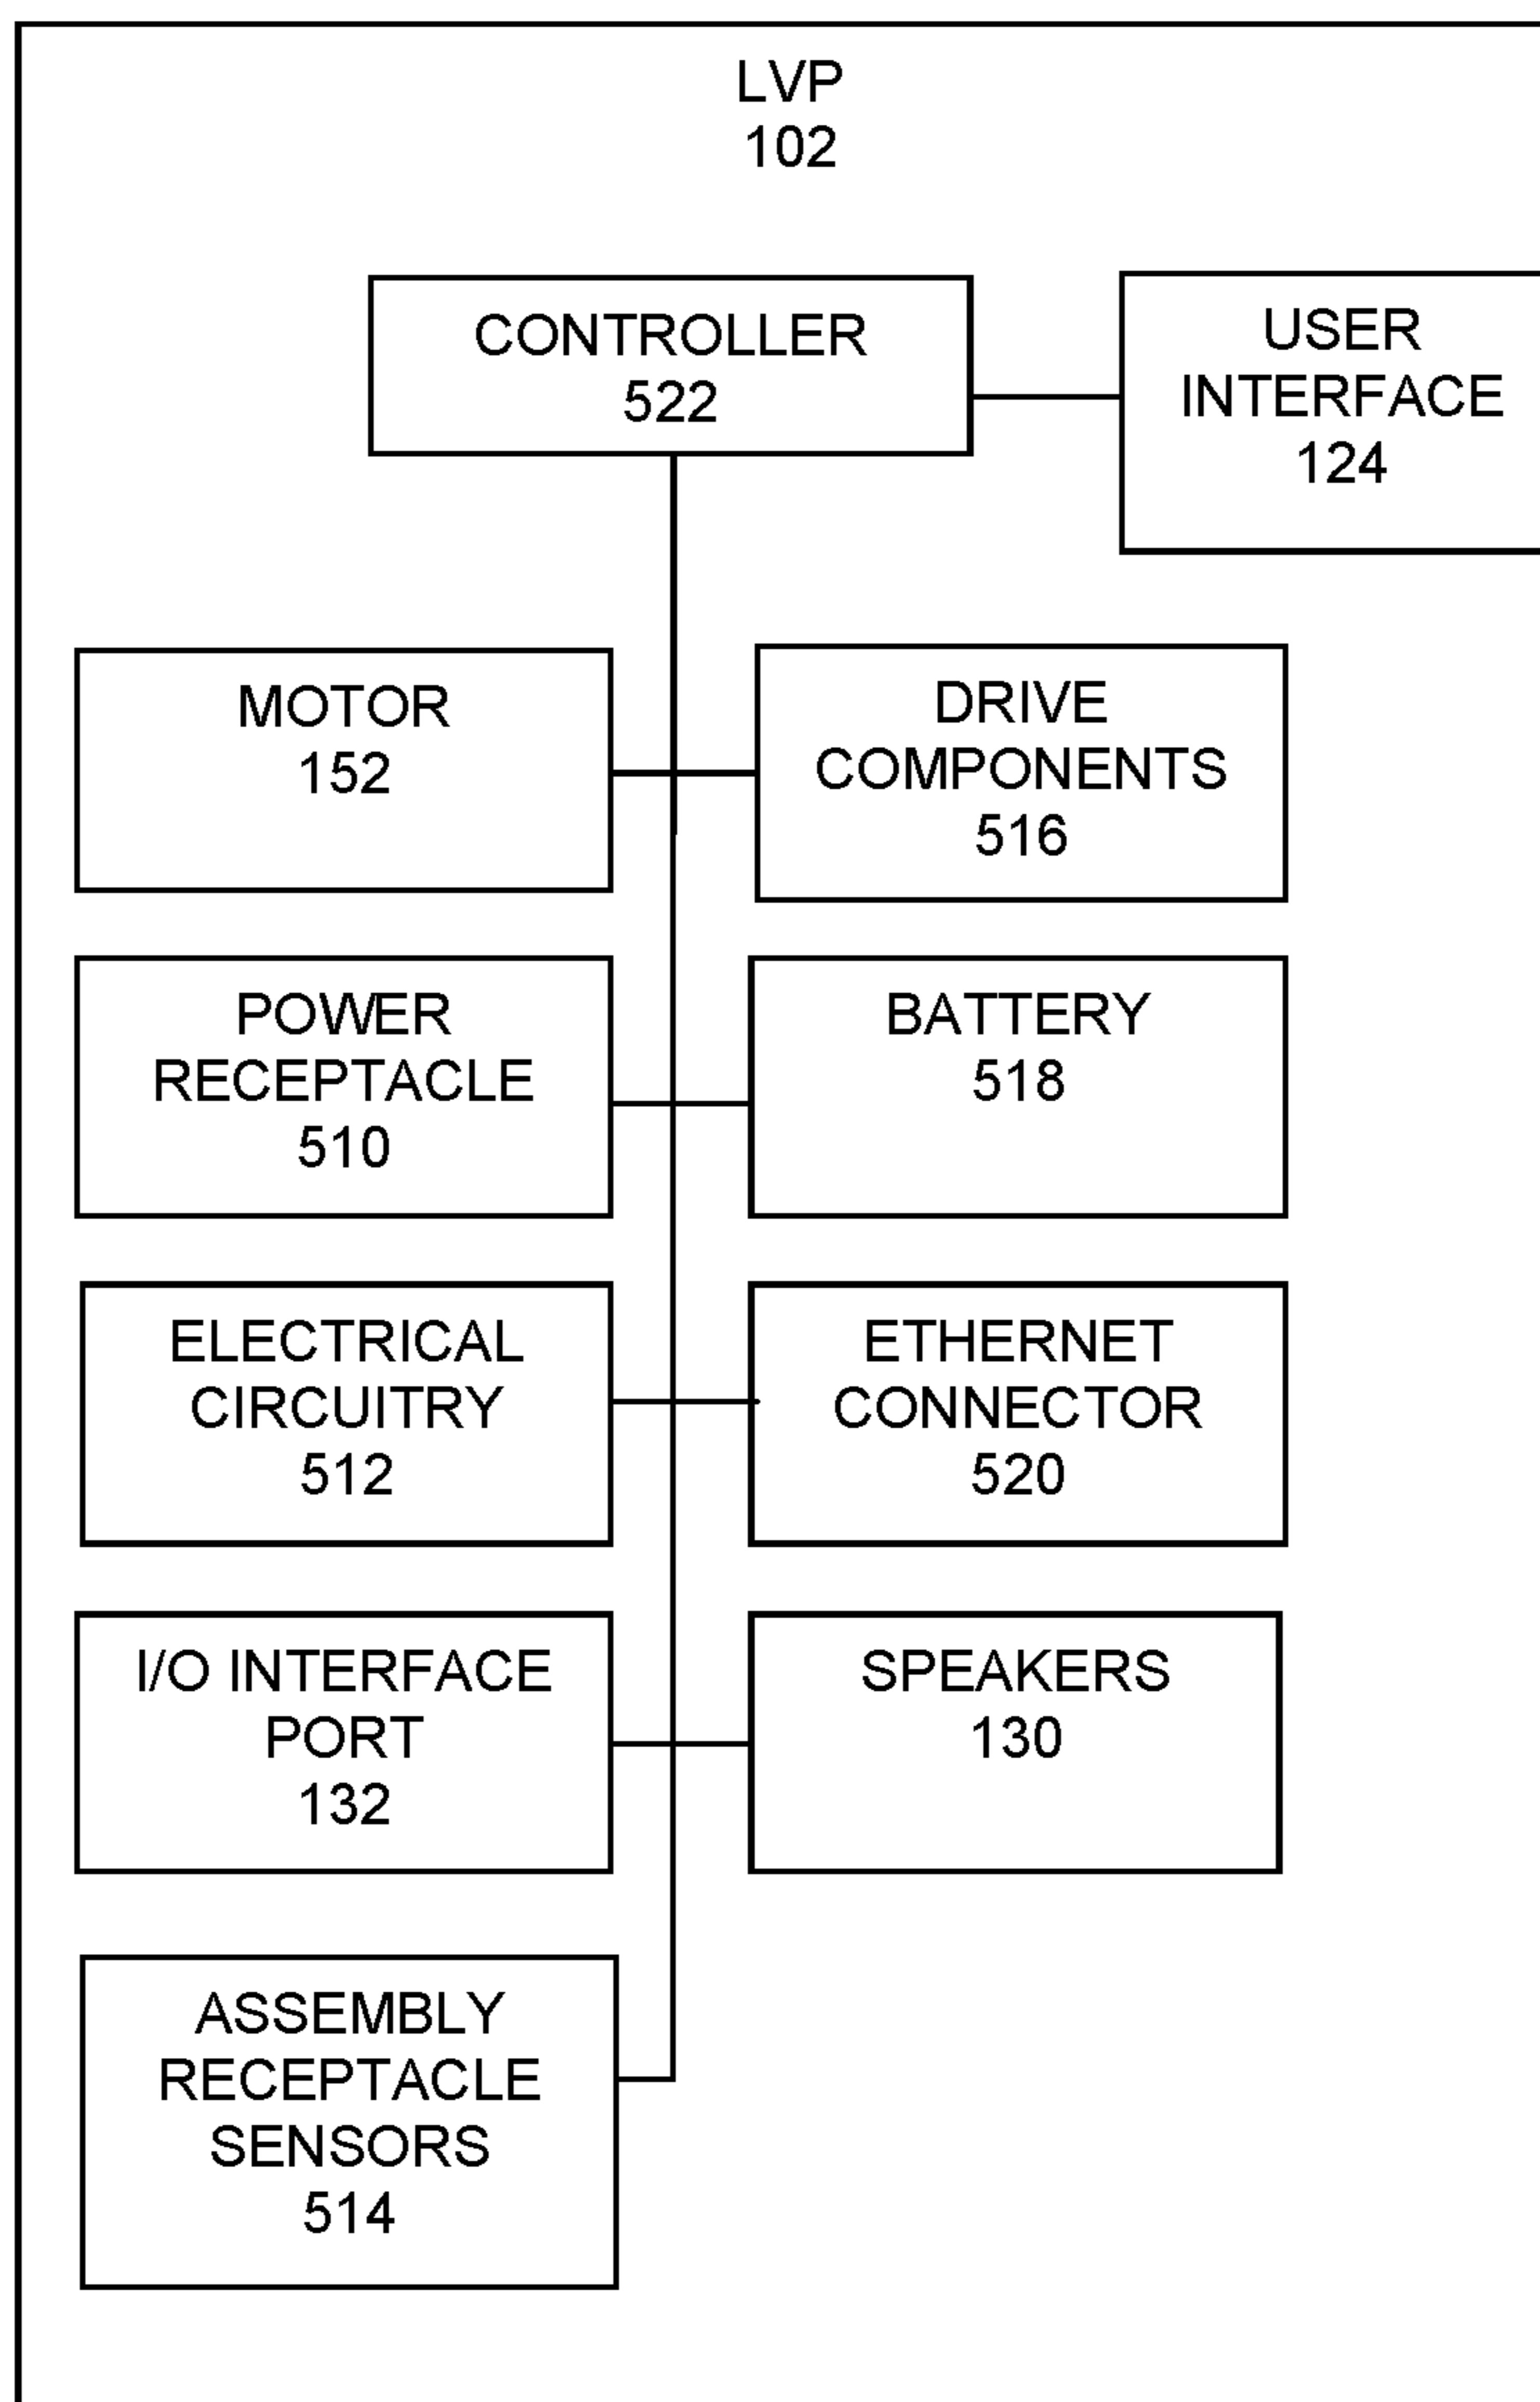 LVP
102
CONTROLLER
522
USER
INTERFACE
124
MOTOR
152
DRIVE
COMPONENTS
516
POWER
RECEPTACLE
510
BATTERY
518
ELECTRICAL
CIRCUITRY
512
ETHERNET
CONNECTOR
520
I/O INTERFACE
PORT
132
SPEAKERS
130
ASSEMBLY
RECEPTACLE
SENSORS
514